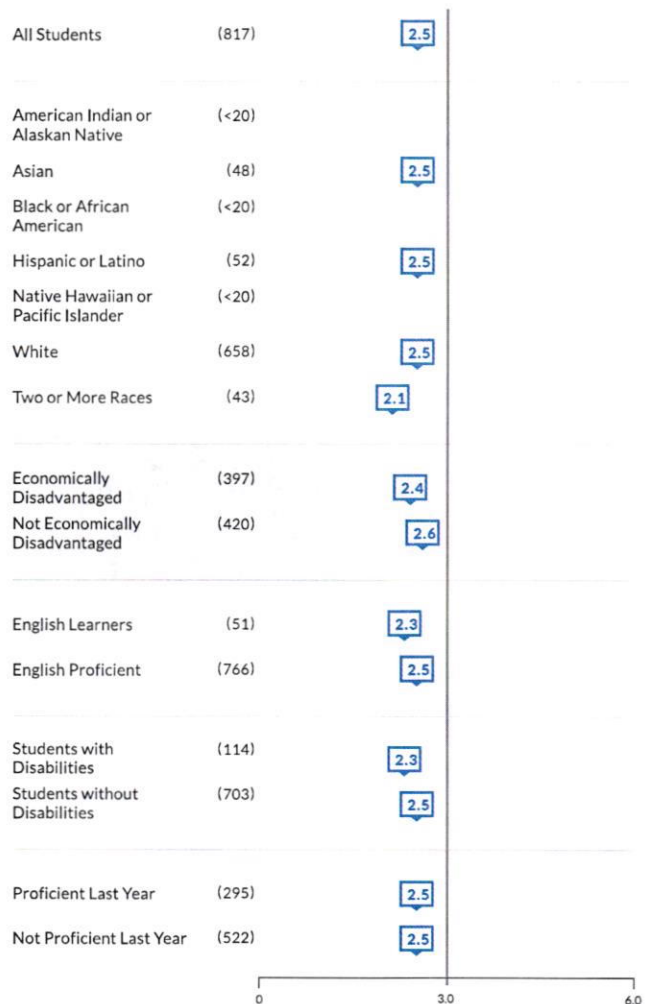 All Students (817) 2.5
American Indian or (<20)
Alaskan Native
Asian (48) 2.5
Black or African (<20)
American
Hispanic or Latino (52) 2.5
Native Hawaiian or (<20)
Pacific Islander
White (658) 2.5
Two or More Races (43) 2.1
Economically (397) 2.4
Disadvantaged
Not Economically (420) 2.6
Disadvantaged
English Learners (51) 2.3
English Proficient (766) 2.5
Students with (114) 2.3
Disabilities
Students without (703) 2.5
Disabilities
Proficient Last Year (295) 2.5
Not Proficient Last Year (522) 2.5
0 3.0 6.0